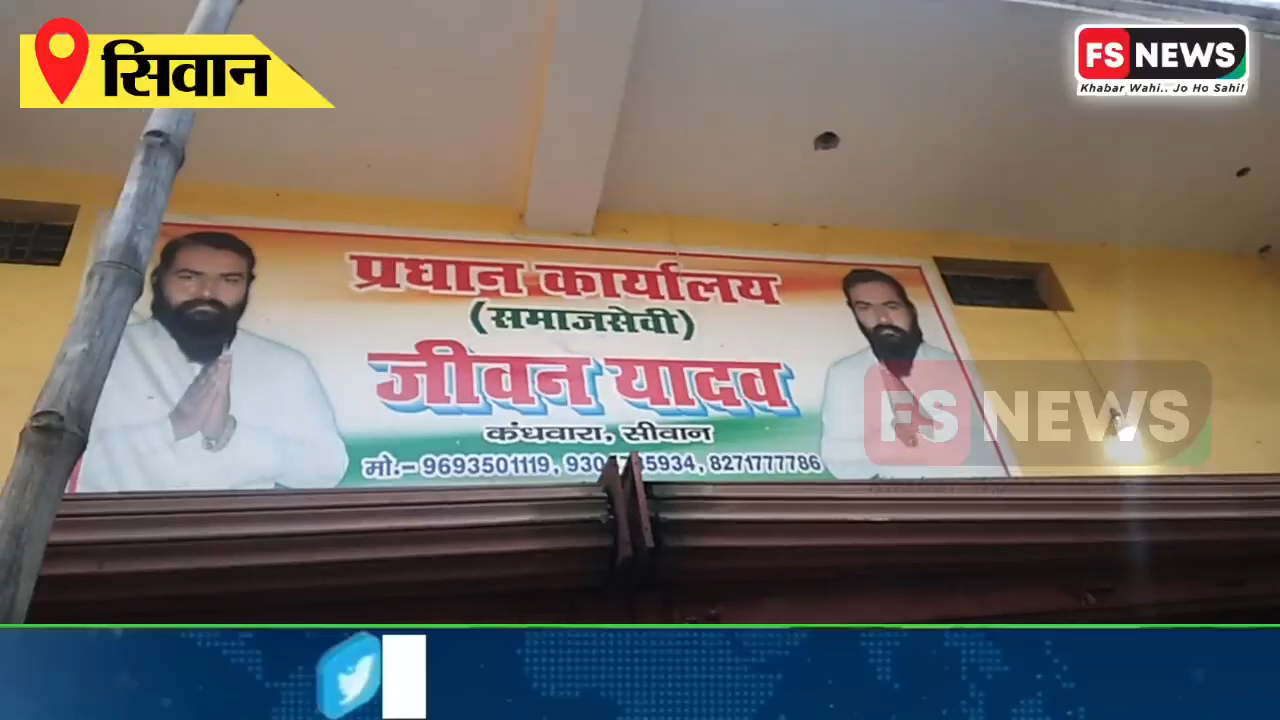 सिवान
FS NEWS
Khabar Wahi.. Jo Ho Sahi!
प्रधान कार्यालय
(समाजसेवी)
जीवन यादव
कंधवारा, सीवान
मो.- 9693501119, 8271777786
FS NEWS